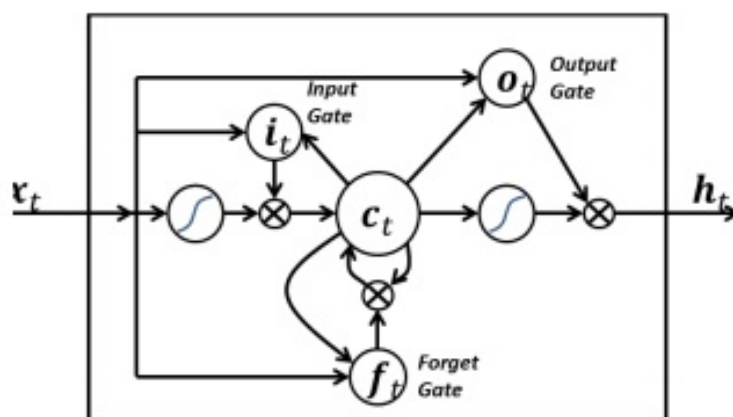 Input
Gate
i_t
o_t
Output
Gate
x_t
c_t
h_t
f_t
Forget
Gate